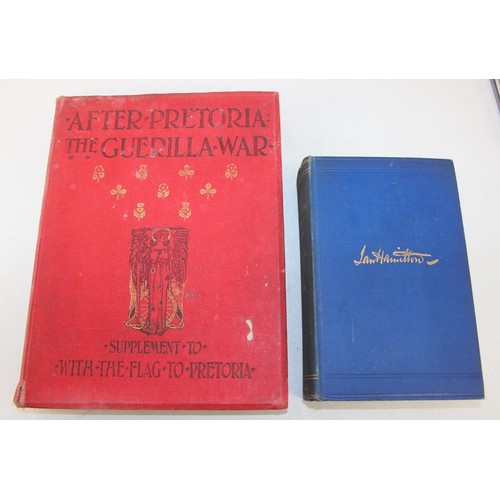 ·AFTER·PRETORIA:
THE GUERILLA·WAR·
·SUPPLEMENT·TO·
·WITH·THE·FLAG·TO·PRETORIA·
Ian Hamilton